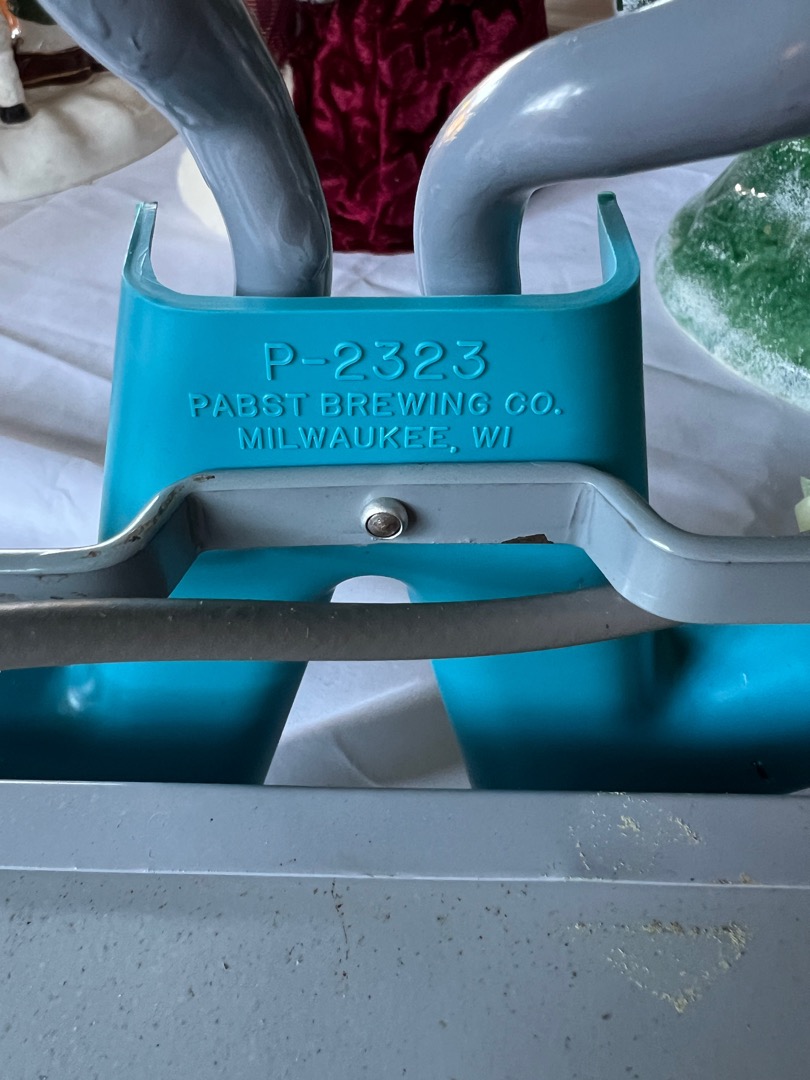 P-2323
PABST BREWING CO.
MILWAUKEE, WI